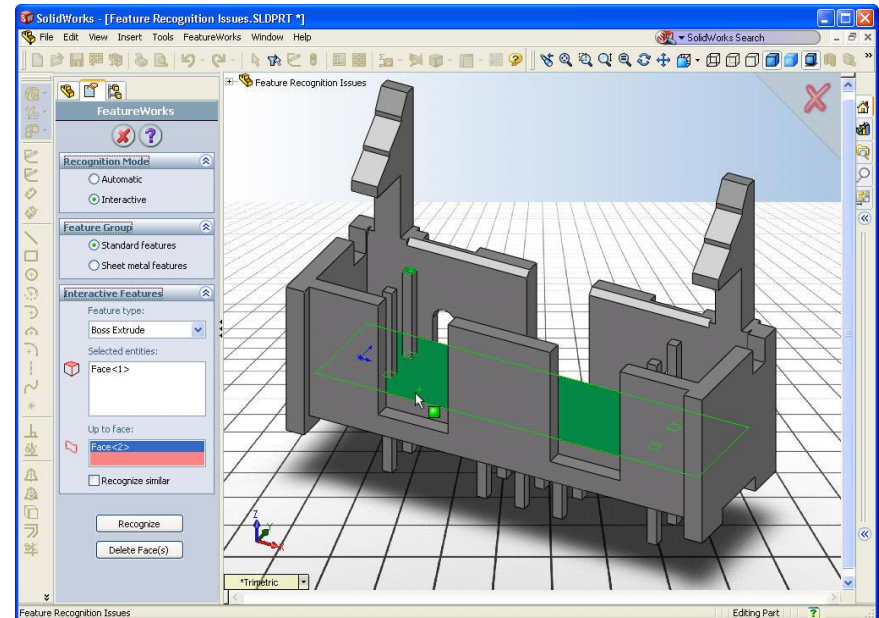 SolidWorks - [Feature Recognition Issues.SLDPRT *]
File Edit View Insert Tools FeatureWorks Window Help
SolidWorks Search
Feature Recognition Issues
FeatureWorks
Recognition Mode
Automatic
Interactive
Feature Group
Standard features
Sheet metal features
Interactive Features
Feature type:
Boss Extrude
Selected entities:
Face<1>
Up to face:
Face<2>
Recognize similar
Recognize
Delete Face(s)
Z
Y
X
*Trimetric
Feature Recognition Issues
Editing Part